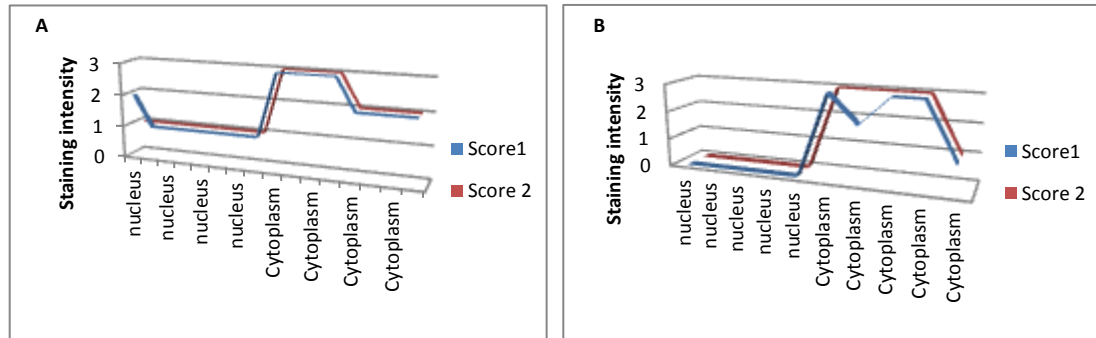 A
Staining intensity
3
2
1
0
nucleus
nucleus
nucleus
nucleus
Cytoplasm
Cytoplasm
Cytoplasm
Cytoplasm
Score1
Score 2
B
Staining intensity
3
2
1
0
nucleus
nucleus
nucleus
nucleus
nucleus
Cytoplasm
Cytoplasm
Cytoplasm
Cytoplasm
Cytoplasm
Score1
Score 2